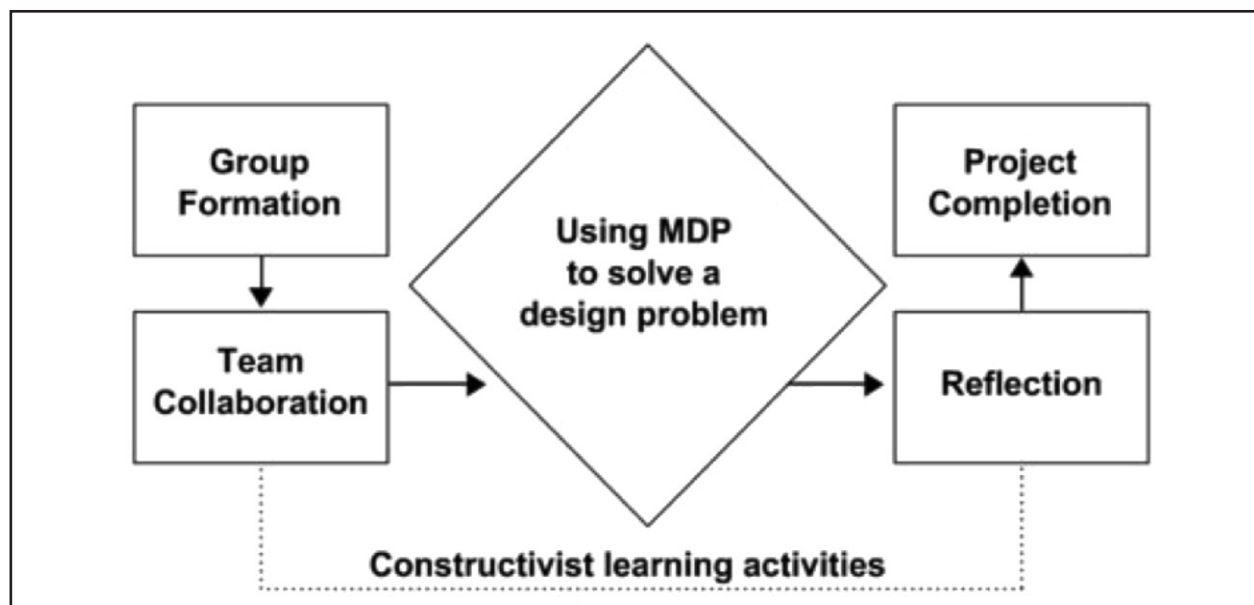 Group
Formation
Team
Collaboration
Using MDP
to solve a
design problem
Project
Completion
Reflection
Constructivist learning activities